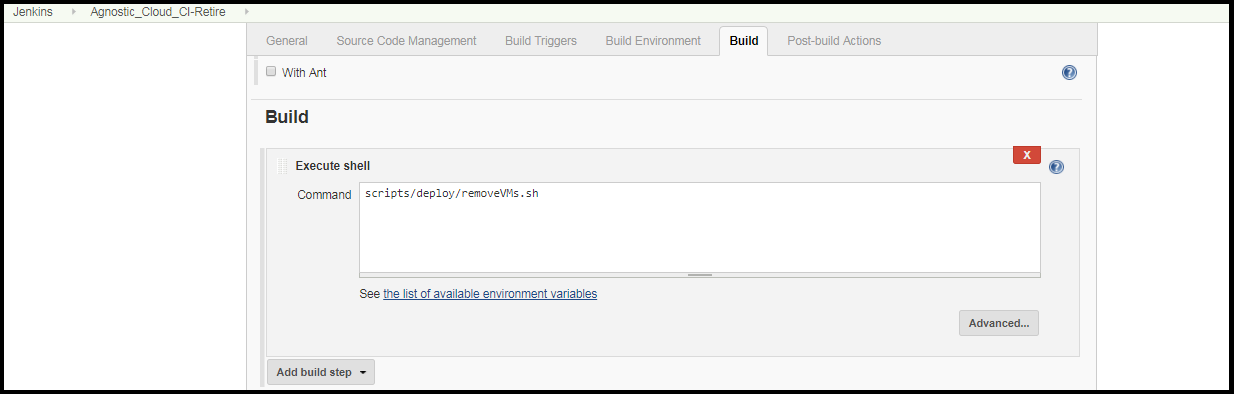 Jenkins Agnostic_Cloud_CI-Retire
General Source Code Management Build Triggers Build Environment Build Post-build Actions
With Ant ?
Build
Execute shell X ?
Command scripts/deploy/removeVMs.sh
See the list of available environment variables
Advanced...
Add build step